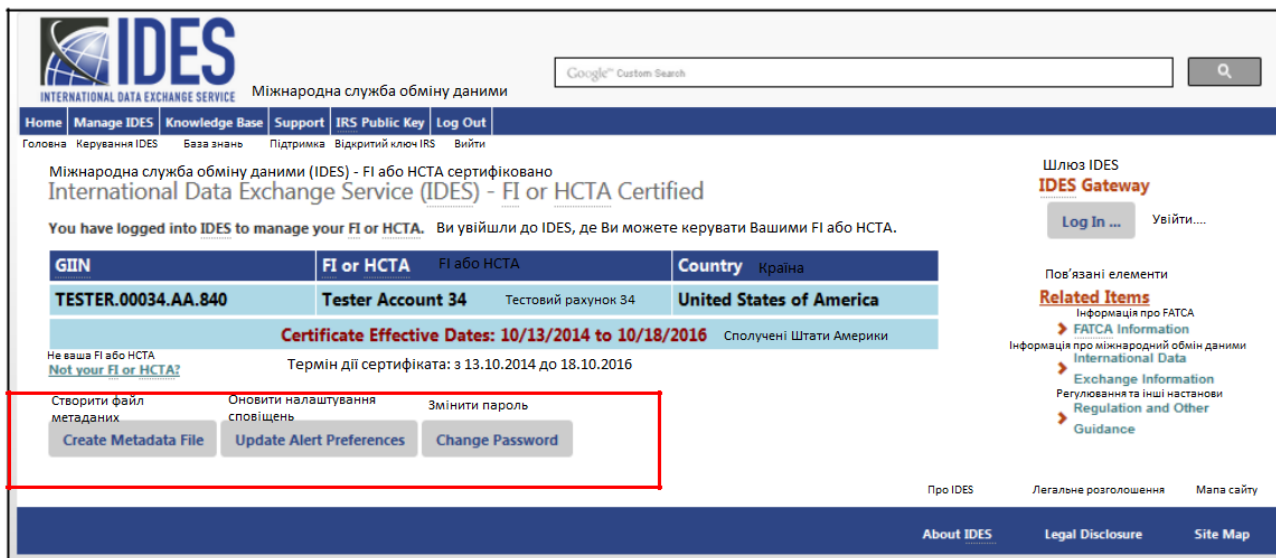 IDES
INTERNATIONAL DATA EXCHANGE SERVICE
Міжнародна служба обміну даними
Google™ Custom Search
Home Manage IDES Knowledge Base Support IRS Public Key Log Out
Головна Керування IDES База знань Підтримка Відкритий ключ IRS Вийти
Міжнародна служба обміну даними (IDES) - FI або HCTA сертифіковано
International Data Exchange Service (IDES) - FI or HCTA Certified
You have logged into IDES to manage your FI or HCTA. Ви увійшли до IDES, де Ви можете керувати Вашими FI або HCTA.
GIIN FI or HCTA FI або HCTA Country Країна
TESTER.00034.AA.840 Tester Account 34 Тестовий рахунок 34 United States of America
Certificate Effective Dates: 10/13/2014 to 10/18/2016 Сполучені Штати Америки
Не ваша FI або HCTA
Not your FI or HCTA?
Термін дії сертифіката: з 13.10.2014 до 18.10.2016
Створити файл
метаданих
Оновити налаштування
сповіщень
Змінити пароль
Create Metadata File Update Alert Preferences Change Password
Шлюз IDES
IDES Gateway
Log In ... Увійти....
Пов’язані елементи
Related Items
Інформація про FATCA
FATCA Information
Інформація про міжнародний обмін даними
International Data
Exchange Information
Регулювання та інші настанови
Regulation and Other
Guidance
Про IDES Легальне розголошення Мапа сайту
About IDES Legal Disclosure Site Map